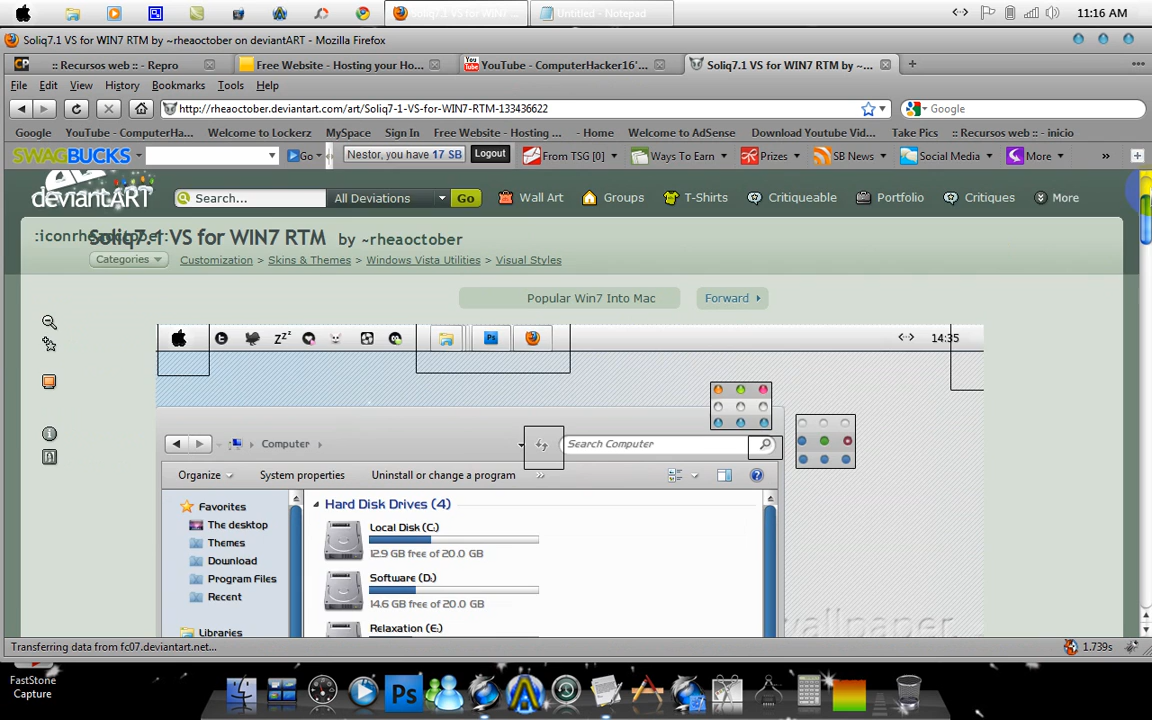 Soliq7.1 VS for WIN7 ...
Untitled - Notepad
11:16 AM
Soliq7.1 VS for WIN7 RTM by ~rheaoctober on deviantART - Mozilla Firefox
:: Recursos web :: - Repro
Free Website - Hosting your Ho...
YouTube - ComputerHacker16'...
Soliq7.1 VS for WIN7 RTM by ~...
File Edit View History Bookmarks Tools Help
http://rheaoctober.deviantart.com/art/Soliq7-1-VS-for-WIN7-RTM-133436622
Google
Google YouTube - ComputerHa... Welcome to Lockerz MySpace Sign In Free Website - Hosting ... - Home Welcome to AdSense Download Youtube Vid... Take Pics :: Recursos web :: - inicio
SWAGBUCKS Go Nestor, you have 17 SB Logout From TSG [0] Ways To Earn Prizes SB News Social Media More »
deviantART Search... All Deviations Go Wall Art Groups T-Shirts Critiqueable Portfolio Critiques More
:iconrheaoctober:
Soliq7.1 VS for WIN7 RTM by ~rheaoctober
Categories Customization > Skins & Themes > Windows Vista Utilities > Visual Styles
Popular Win7 Into Mac Forward
14:35
Computer
Search Computer
Organize System properties Uninstall or change a program »
Favorites
The desktop
Themes
Download
Program Files
Recent
Libraries
Hard Disk Drives (4)
Local Disk (C:)
12.9 GB free of 20.0 GB
Software (D:)
14.6 GB free of 20.0 GB
Relaxation (E:)
wallpaper
Transferring data from fc07.deviantart.net...
1.739s
FastStone
Capture
Ps